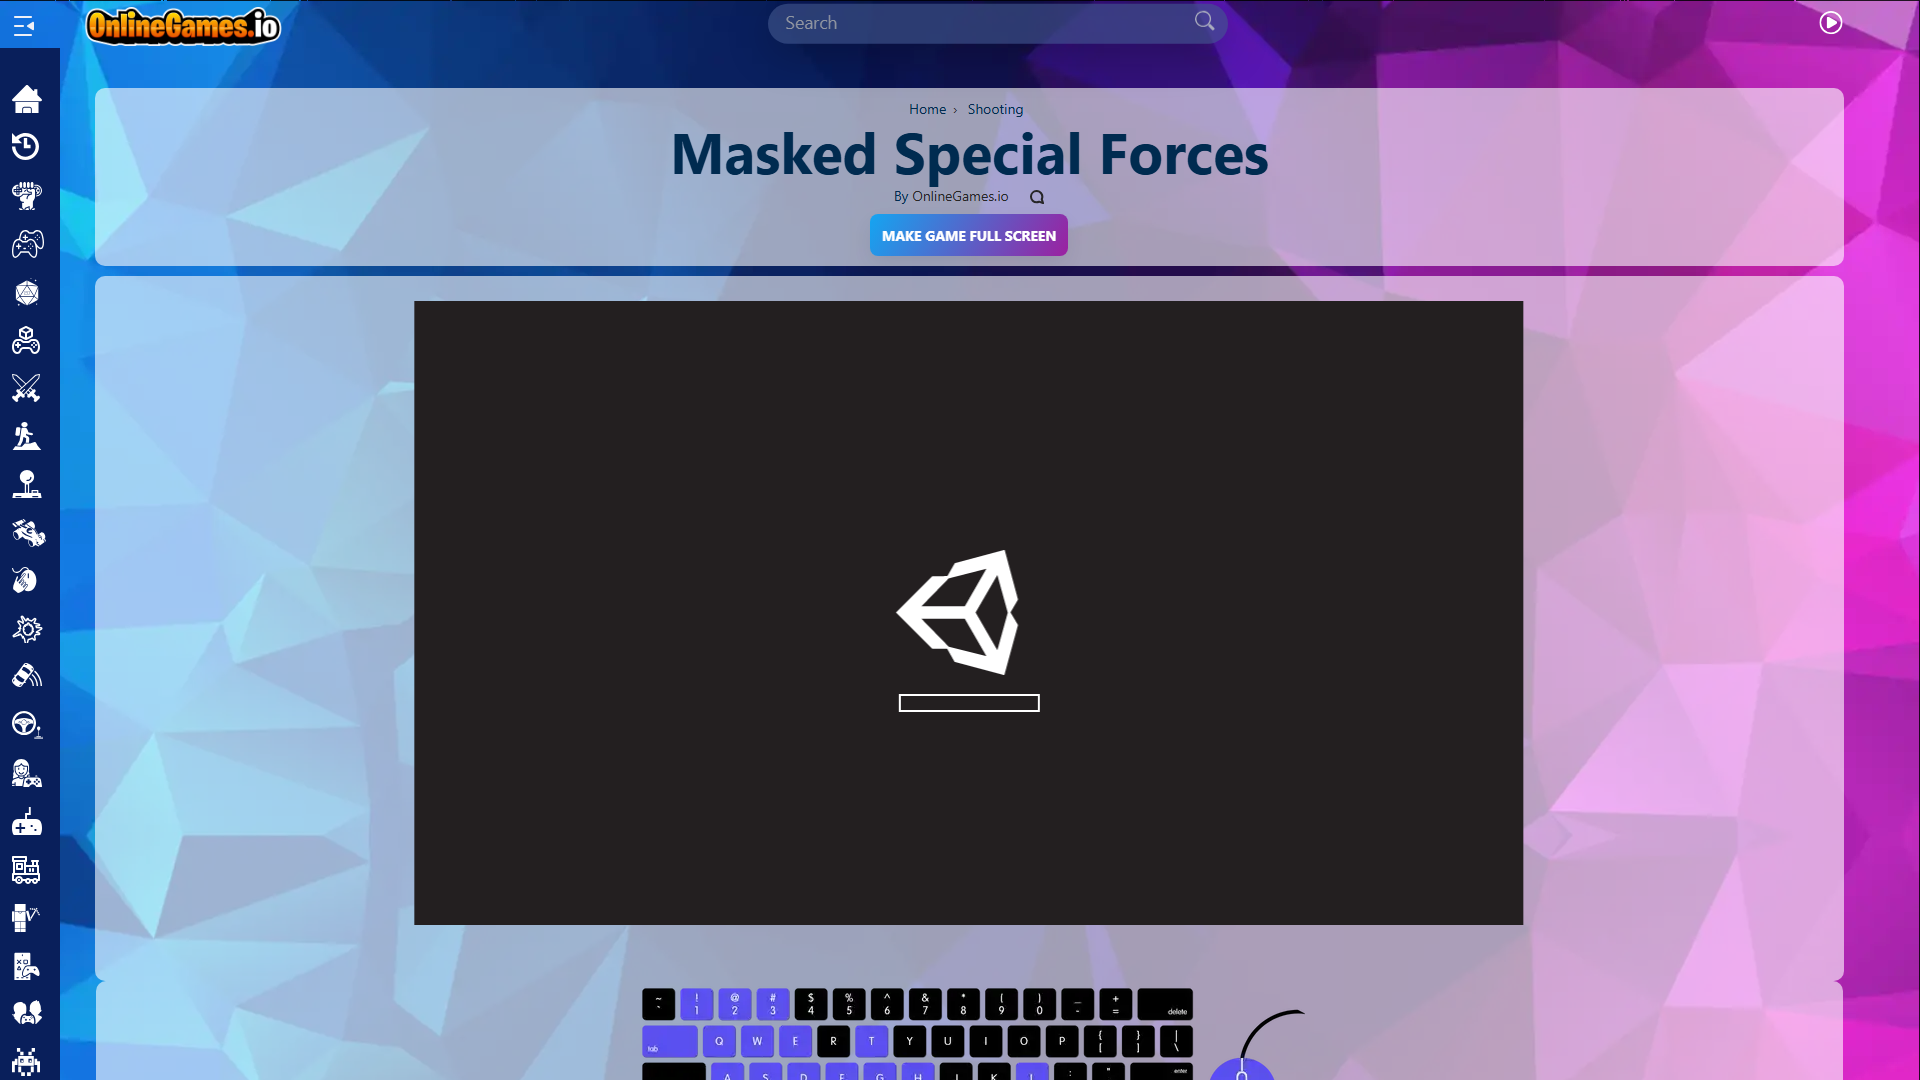 OnlineGames.io
Search
Home › Shooting
Masked Special Forces
By OnlineGames.io
MAKE GAME FULL SCREEN
~ ! @ # $ % ^ & * ( ) _ +
` 1 2 3 4 5 6 7 8 9 0 - = delete
tab Q W E R T Y U I O P { } |
[ ] \
A S D F G H J K L : " enter